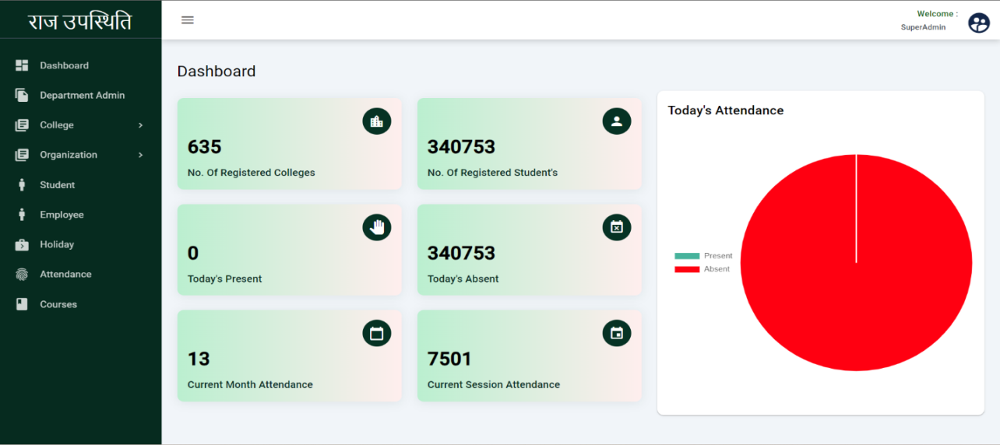 राज उपस्थिति
Welcome :
SuperAdmin
Dashboard
Department Admin
College
Organization
Student
Employee
Holiday
Attendance
Courses
Dashboard
635
No. Of Registered Colleges
340753
No. Of Registered Student's
0
Today's Present
340753
Today's Absent
13
Current Month Attendance
7501
Current Session Attendance
Today's Attendance
Present
Absent